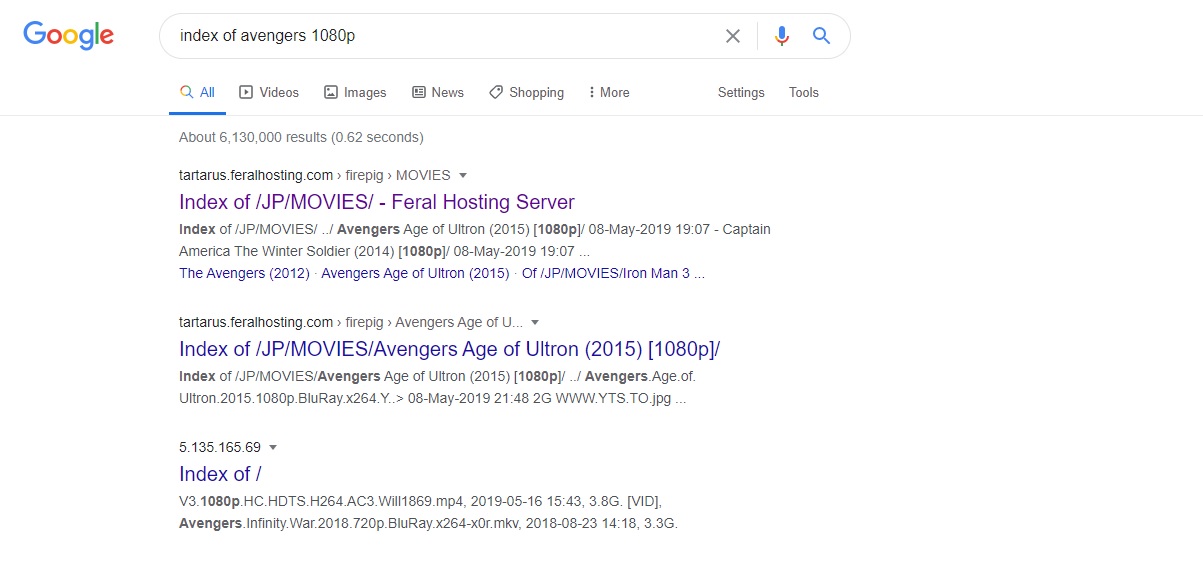 Google
index of avengers 1080p
All Videos Images News Shopping More Settings Tools
About 6,130,000 results (0.62 seconds)
tartarus.feralhosting.com › firepig › MOVIES
Index of /JP/MOVIES/ - Feral Hosting Server
Index of /JP/MOVIES/ ../ Avengers Age of Ultron (2015) [1080p]/ 08-May-2019 19:07 - Captain
America The Winter Soldier (2014) [1080p]/ 08-May-2019 19:07 ...
The Avengers (2012) · Avengers Age of Ultron (2015) · Of /JP/MOVIES/Iron Man 3 ...
tartarus.feralhosting.com › firepig › Avengers Age of U...
Index of /JP/MOVIES/Avengers Age of Ultron (2015) [1080p]/
Index of /JP/MOVIES/Avengers Age of Ultron (2015) [1080p]/ ../ Avengers.Age.of.
Ultron.2015.1080p.BluRay.x264.Y..> 08-May-2019 21:48 2G WWW.YTS.TO.jpg ...
5.135.165.69
Index of /
V3.1080p.HC.HDTS.H264.AC3.Will1869.mp4, 2019-05-16 15:43, 3.8G. [VID],
Avengers.Infinity.War.2018.720p.BluRay.x264-x0r.mkv, 2018-08-23 14:18, 3.3G.